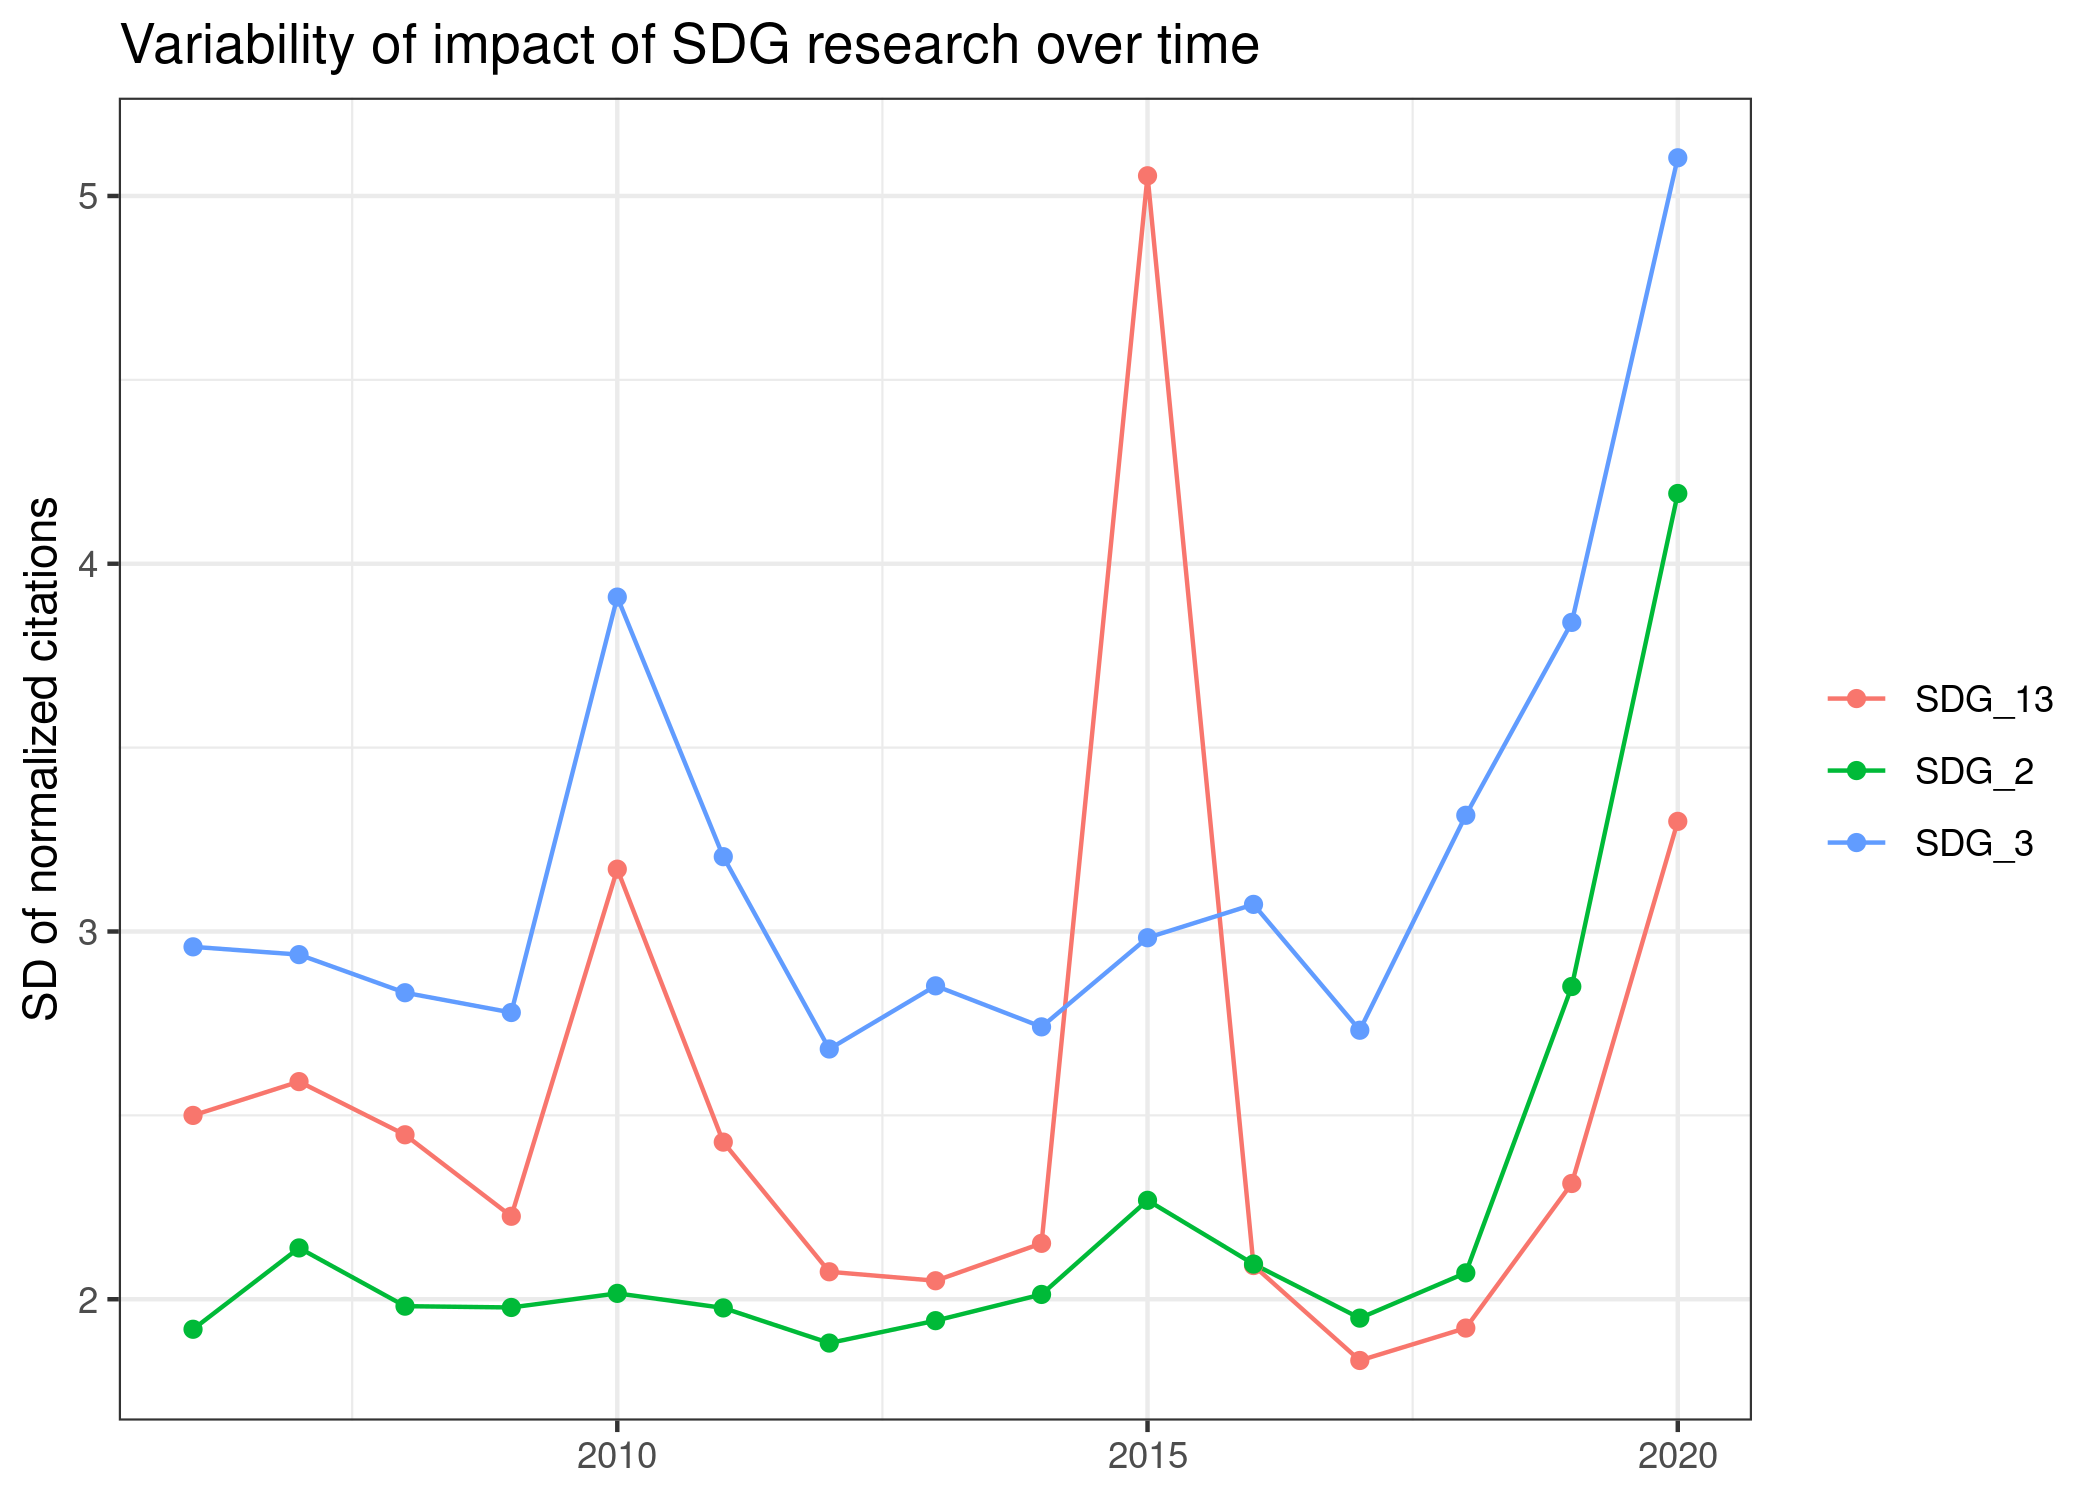 Variability of impact of SDG research over time
SD of normalized citations
5
4
3
2
2010
2015
2020
SDG_13
SDG_2
SDG_3